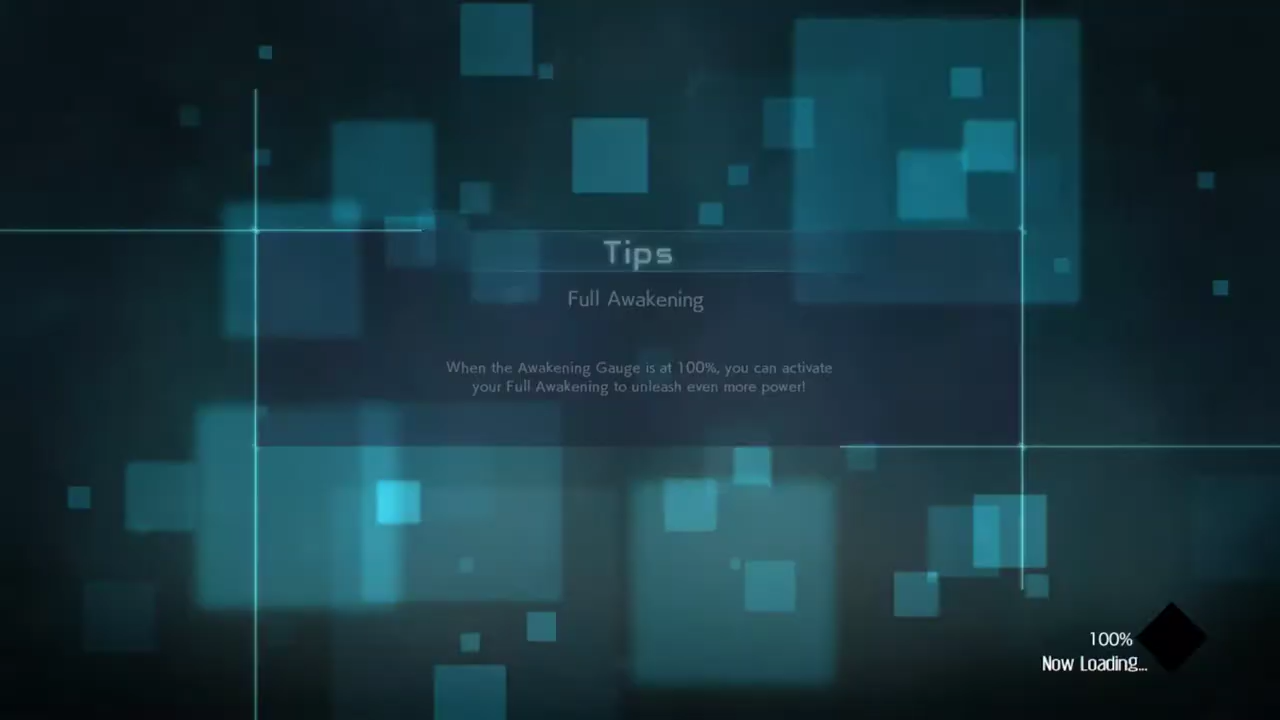 Tips
Full Awakening
When the Awakening Gauge is at 100%, you can activate
your Full Awakening to unleash even more power!
100%
Now Loading...